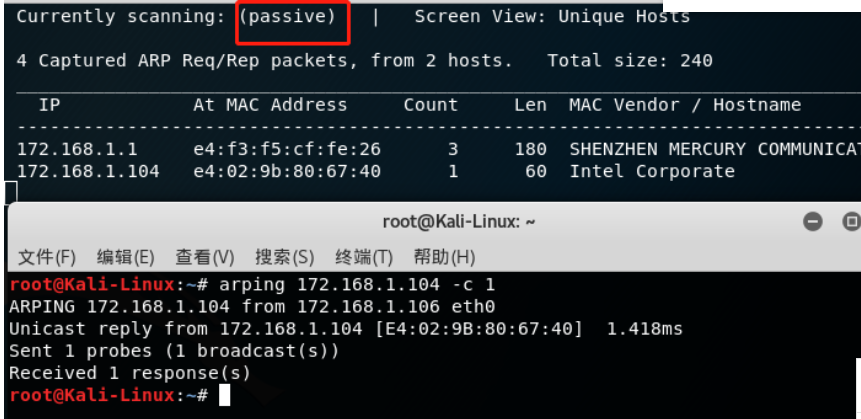 Currently scanning: (passive)   |   Screen View: Unique Hosts
4 Captured ARP Req/Rep packets, from 2 hosts.   Total size: 240
_____________________________________________________________________________
IP            At MAC Address     Count     Len  MAC Vendor / Hostname
-----------------------------------------------------------------------------
172.168.1.1     e4:f3:f5:cf:fe:26      3     180  SHENZHEN MERCURY COMMUNICAT
172.168.1.104   e4:02:9b:80:67:40      1      60  Intel Corporate
root@Kali-Linux: ~
文件(F)  编辑(E)  查看(V)  搜索(S)  终端(T)  帮助(H)
root@Kali-Linux:~# arping 172.168.1.104 -c 1
ARPING 172.168.1.104 from 172.168.1.106 eth0
Unicast reply from 172.168.1.104 [E4:02:9B:80:67:40]  1.418ms
Sent 1 probes (1 broadcast(s))
Received 1 response(s)
root@Kali-Linux:~#